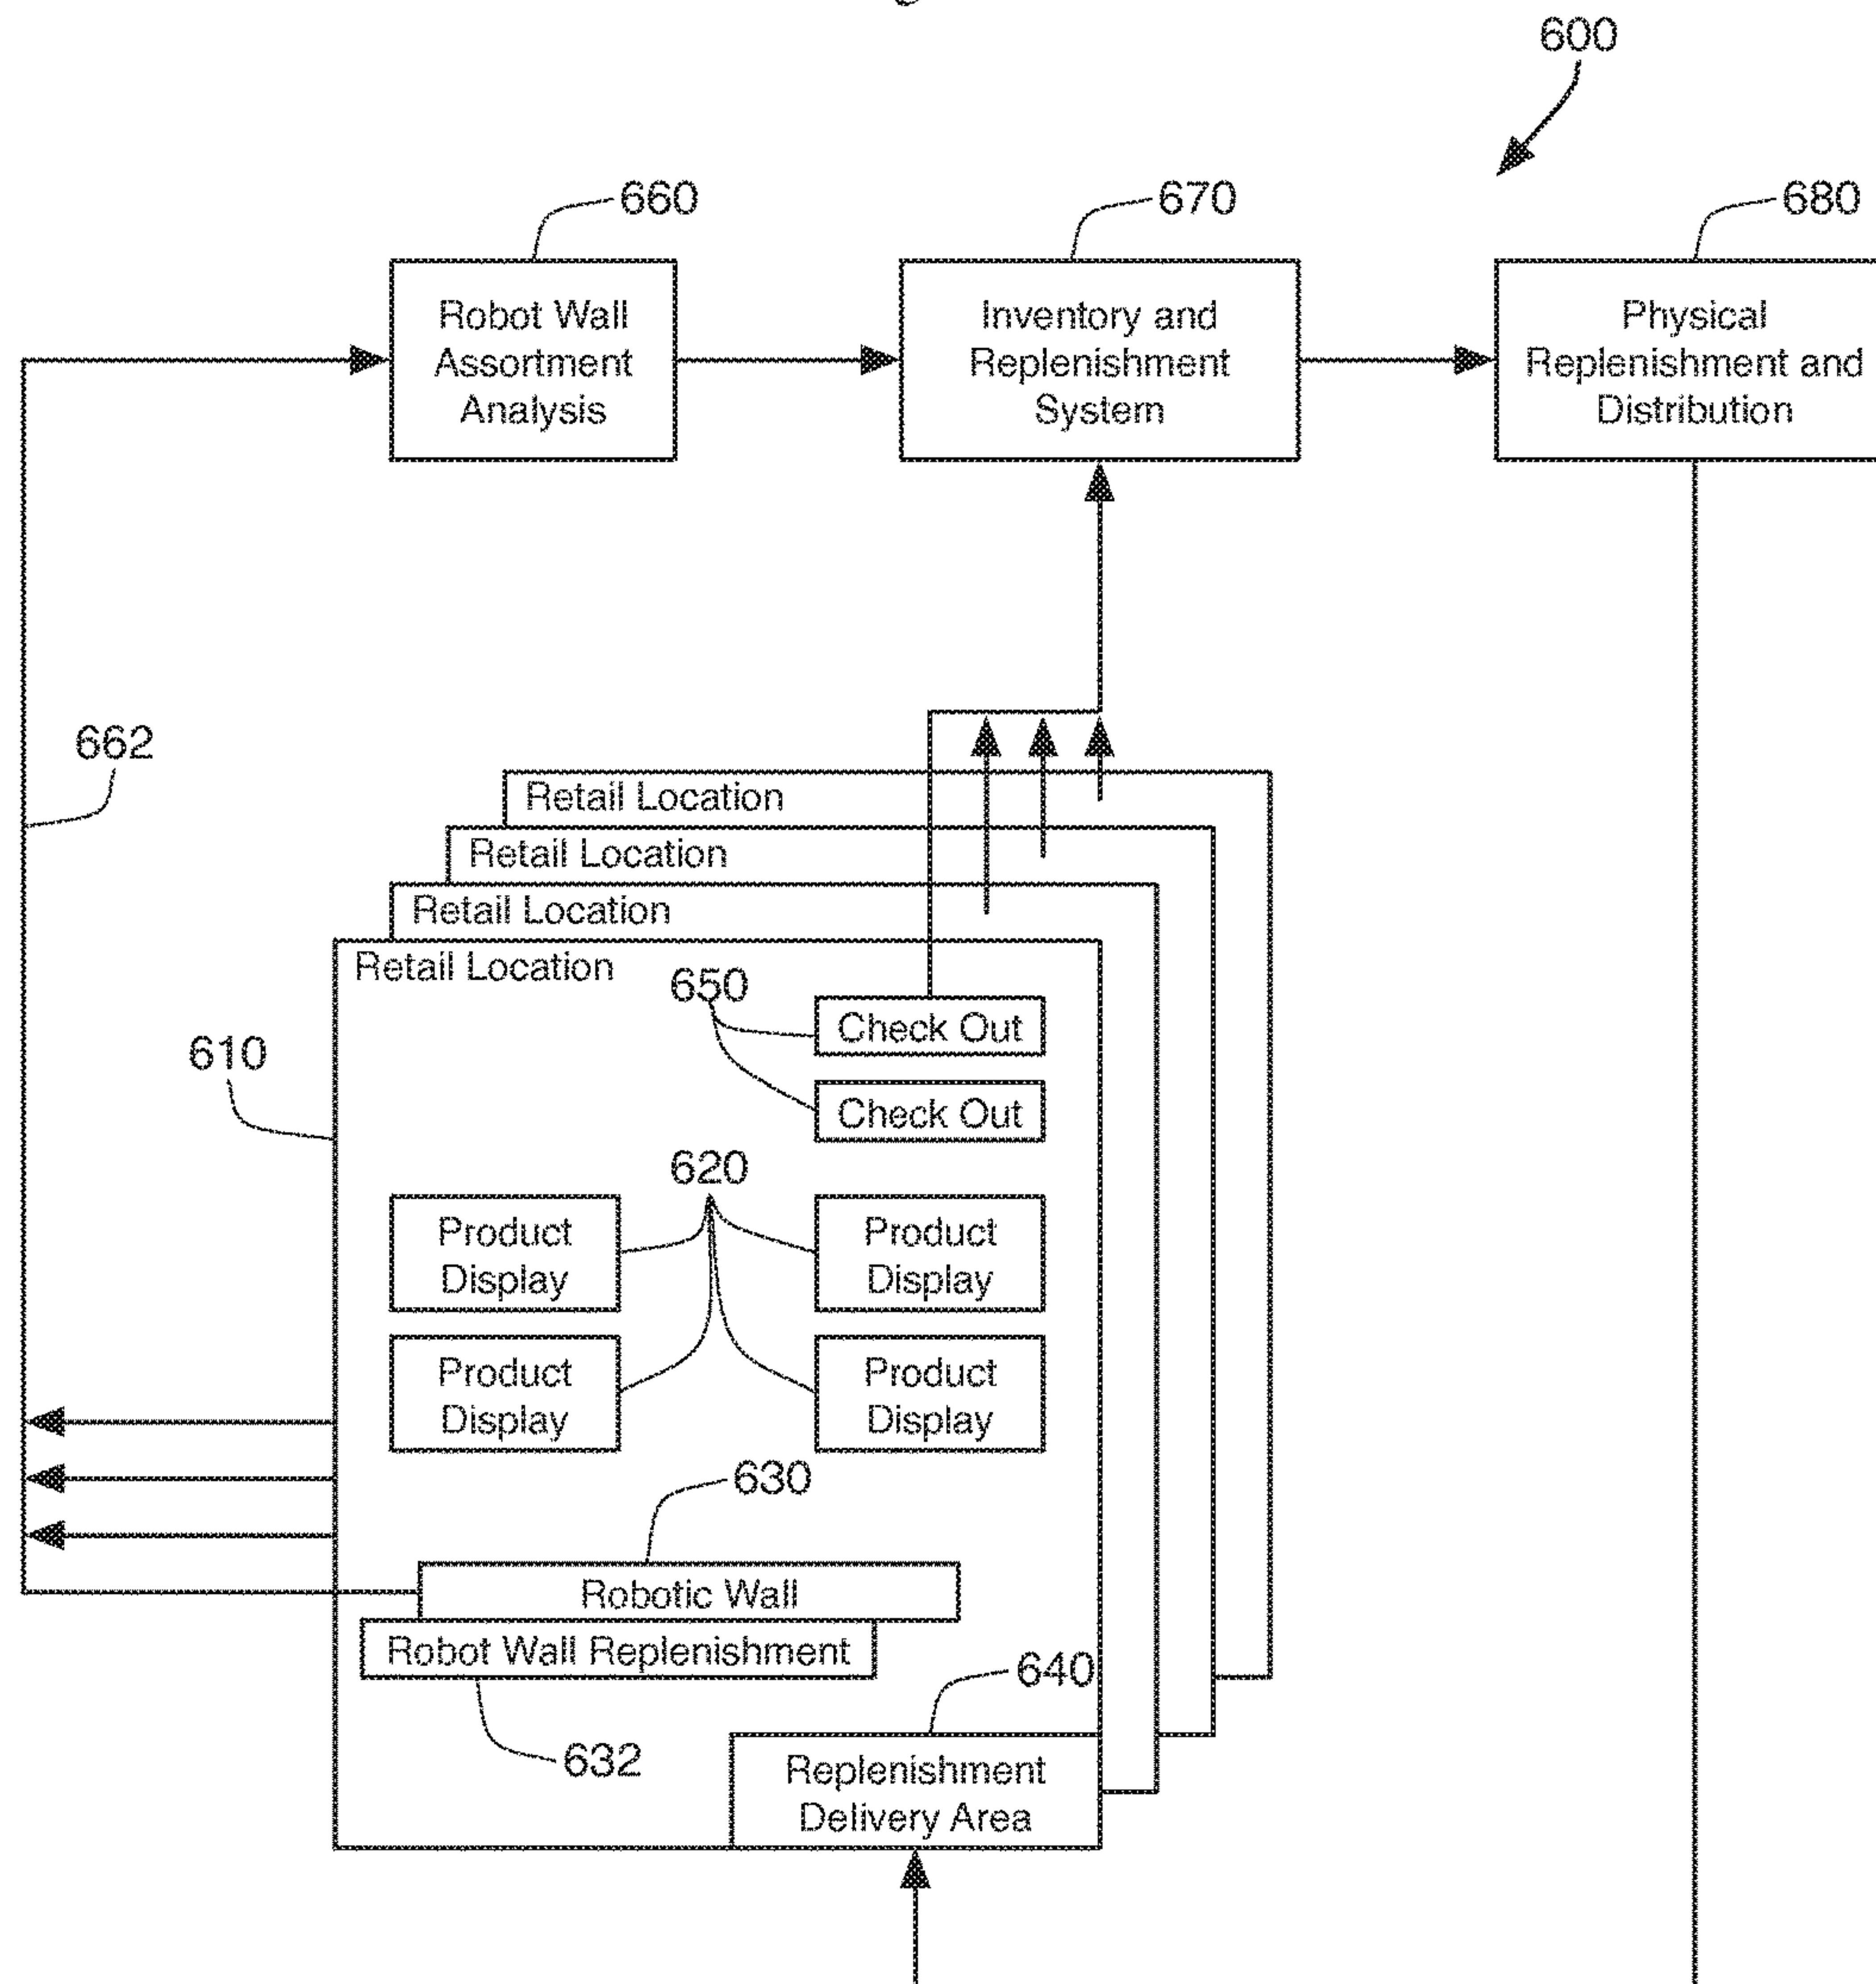 600
660
670
680
Robot Wall
Assortment
Analysis
Inventory and
Replenishment
System
Physical
Replenishment and
Distribution
662
Retail Location
Retail Location
Retail Location
Retail Location
650
Check Out
610
Check Out
620
Product
Display
Product
Display
Product
Display
Product
Display
630
Robotic Wall
Robot Wall Replenishment
640
632
Replenishment
Delivery Area